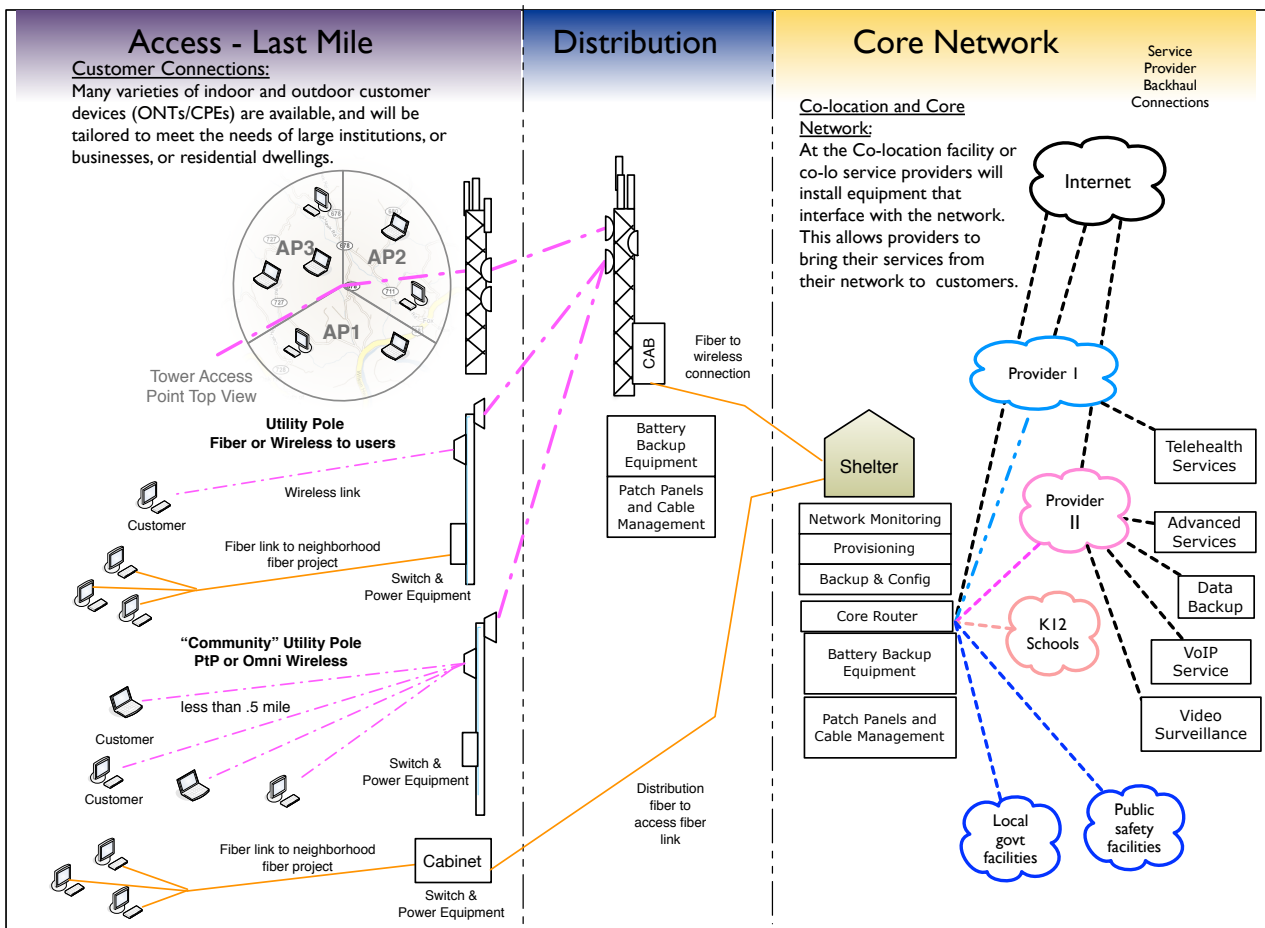 Access - Last Mile
Distribution
Core Network
Service
Provider
Backhaul
Connections
Customer Connections:
Many varieties of indoor and outdoor customer
devices (ONTs/CPEs) are available, and will be
tailored to meet the needs of large institutions, or
businesses, or residential dwellings.
AP3
AP2
AP1
676
676
727
727
711
Tower Access
Point Top View
Utility Pole
Fiber or Wireless to users
Wireless link
Customer
Fiber link to neighborhood
fiber project
Switch &
Power Equipment
“Community” Utility Pole
PtP or Omni Wireless
less than .5 mile
Customer
Customer
Switch &
Power Equipment
Fiber link to neighborhood
fiber project
Cabinet
Switch &
Power Equipment
CAB
Fiber to
wireless
connection
Battery
Backup
Equipment
Patch Panels
and Cable
Management
Distribution
fiber to
access fiber
link
Co-location and Core
Network:
At the Co-location facility or
co-lo service providers will
install equipment that
interface with the network.
This allows providers to
bring their services from
their network to customers.
Shelter
Network Monitoring
Provisioning
Backup & Config
Core Router
Battery Backup
Equipment
Patch Panels and
Cable Management
Internet
Provider I
Telehealth
Services
Provider
II
Advanced
Services
Data
Backup
K12
Schools
VoIP
Service
Video
Surveillance
Local
govt
facilities
Public
safety
facilities